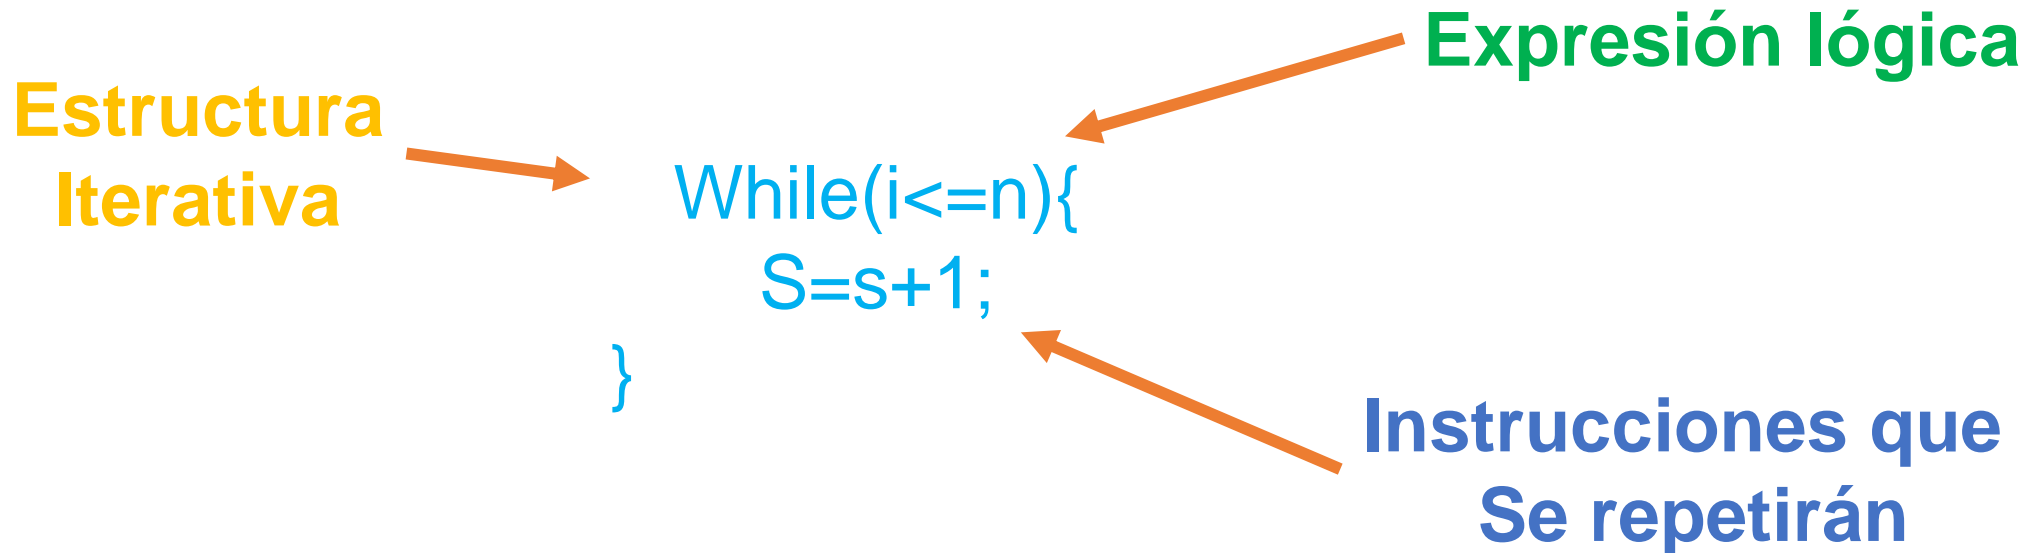 Expresión lógica
Estructura
Iterativa
While(i<=n){
S=s+1;
}
Instrucciones que
Se repetirán